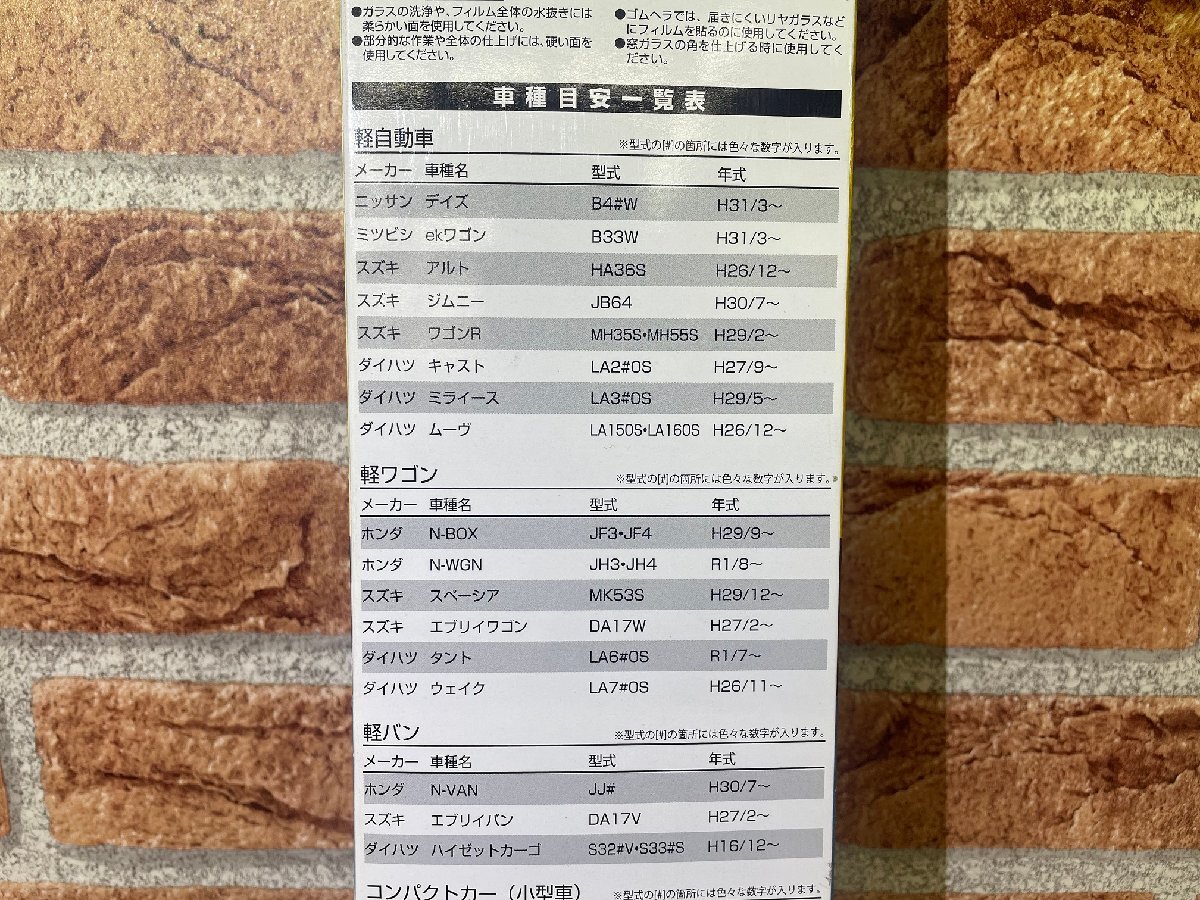 ●ガラスの洗浄や、フィルム全体の水抜きには
柔らかい面を使用してください。
●部分的な作業や全体の仕上げには、硬い面を
使用してください。
●ゴムヘラでは、届きにくいリヤガラスなど
にフィルムを貼るのに使用してください。
●窓ガラスの角を仕上げる時に使用してく
ださい。
車種目安一覧表
軽自動車 ※型式の[#]の箇所には色々な数字が入ります。
メーカー 車種名 型式 年式
ニッサン デイズ B4#W H31/3～
ミツビシ ekワゴン B33W H31/3～
スズキ アルト HA36S H26/12～
スズキ ジムニー JB64 H30/7～
スズキ ワゴンR MH35S・MH55S H29/2～
ダイハツ キャスト LA2#0S H27/9～
ダイハツ ミライース LA3#0S H29/5～
ダイハツ ムーヴ LA150S・LA160S H26/12～
軽ワゴン ※型式の[#]の箇所には色々な数字が入ります。
メーカー 車種名 型式 年式
ホンダ N-BOX JF3・JF4 H29/9～
ホンダ N-WGN JH3・JH4 R1/8～
スズキ スペーシア MK53S H29/12～
スズキ エブリイワゴン DA17W H27/2～
ダイハツ タント LA6#0S R1/7～
ダイハツ ウェイク LA7#0S H26/11～
軽バン ※型式の[#]の箇所には色々な数字が入ります。
メーカー 車種名 型式 年式
ホンダ N-VAN JJ# H30/7～
スズキ エブリイバン DA17V H27/2～
ダイハツ ハイゼットカーゴ S32#V・S33#S H16/12～
コンパクトカー（小型車） ※型式の[#]の箇所には色々な数字が入ります。